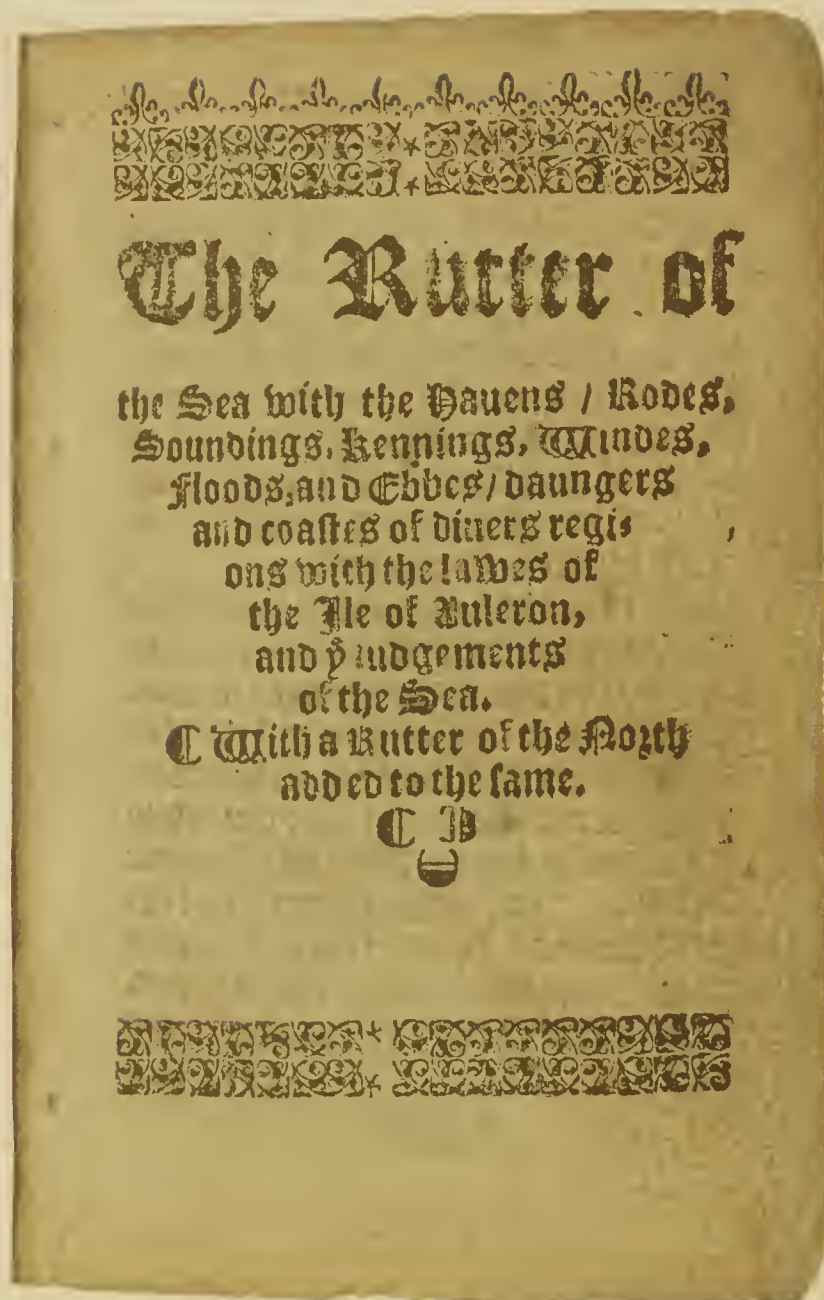 The Rutter of
the Sea with the Hauens / Rodes,
Soundings, Kennings, Windes,
Floods, and Ebbes / daungers
and coastes of diuers regi-
ons with the lawes of
the Ile of Auleron,
and yͤ iudgements
of the Sea.
¶ With a Rutter of the North
added to the same.